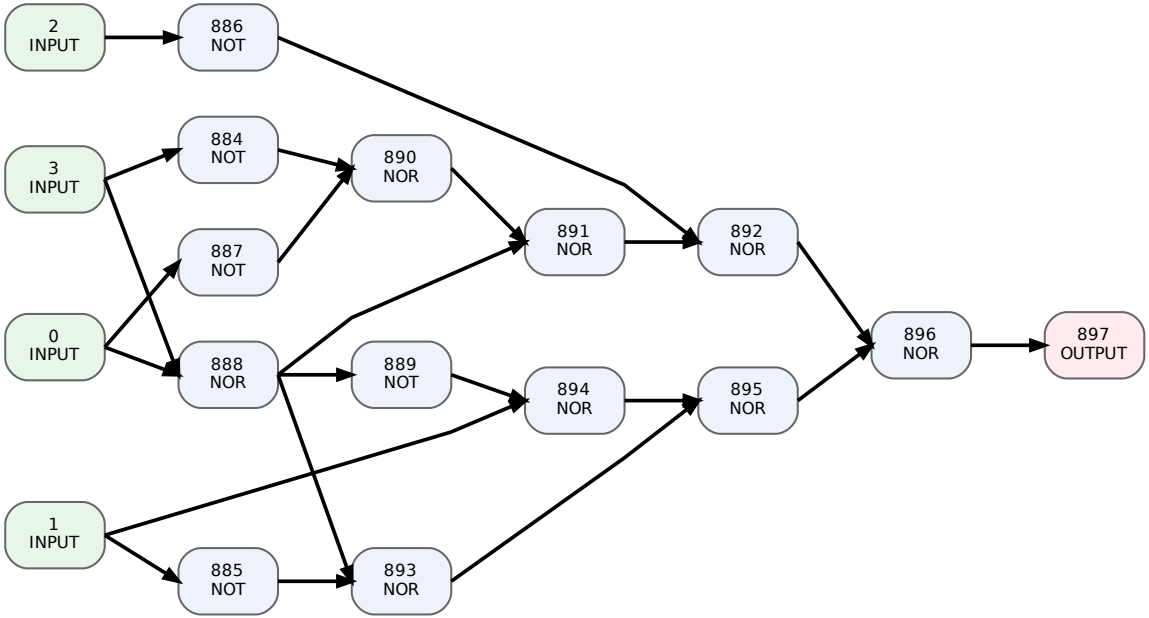 2
INPUT
886
NOT
3
INPUT
884
NOT
890
NOR
887
NOT
891
NOR
892
NOR
0
INPUT
888
NOR
889
NOT
894
NOR
895
NOR
896
NOR
897
OUTPUT
1
INPUT
885
NOT
893
NOR